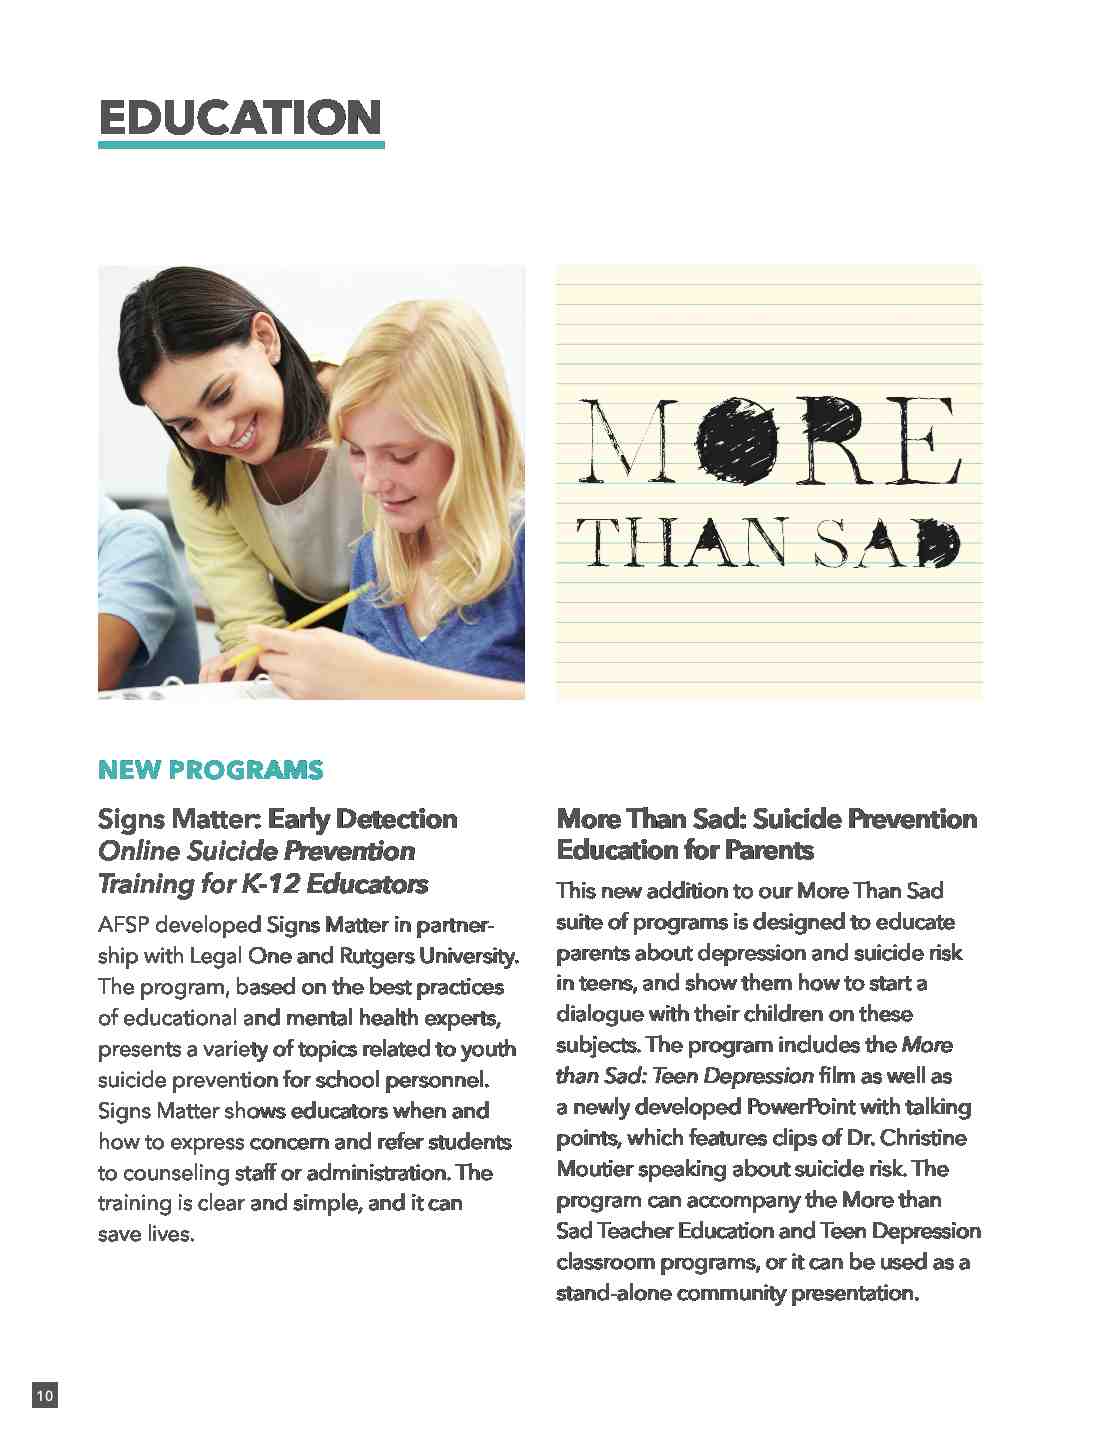 EDUCATION
MORE
THAN SAD
NEW PROGRAMS
Signs Matter: Early Detection
Online Suicide Prevention
Training for K-12 Educators
AFSP developed Signs Matter in partner-
ship with Legal One and Rutgers University.
The program, based on the best practices
of educational and mental health experts,
presents a variety of topics related to youth
suicide prevention for school personnel.
Signs Matter shows educators when and
how to express concern and refer students
to counseling staff or administration. The
training is clear and simple, and it can
save lives.
More Than Sad: Suicide Prevention
Education for Parents
This new addition to our More Than Sad
suite of programs is designed to educate
parents about depression and suicide risk
in teens, and show them how to start a
dialogue with their children on these
subjects. The program includes the More
than Sad: Teen Depression film as well as
a newly developed PowerPoint with talking
points, which features clips of Dr. Christine
Moutier speaking about suicide risk. The
program can accompany the More than
Sad Teacher Education and Teen Depression
classroom programs, or it can be used as a
stand-alone community presentation.
10